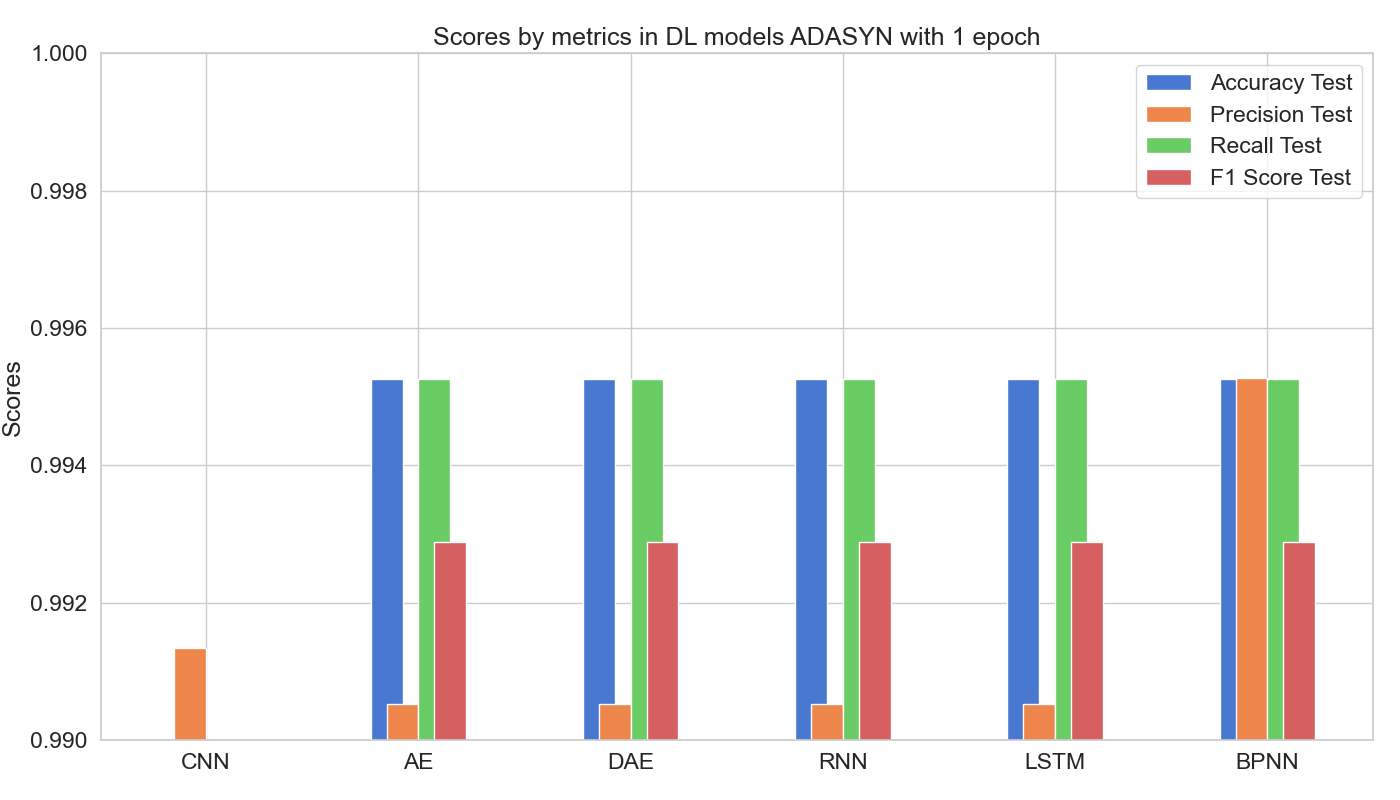 Scores by metrics in DL models ADASYN with 1 epoch
1.000
0.998
0.996
0.994
0.992
0.990
Scores
Accuracy Test
Precision Test
Recall Test
F1 Score Test
CNN
AE
DAE
RNN
LSTM
BPNN